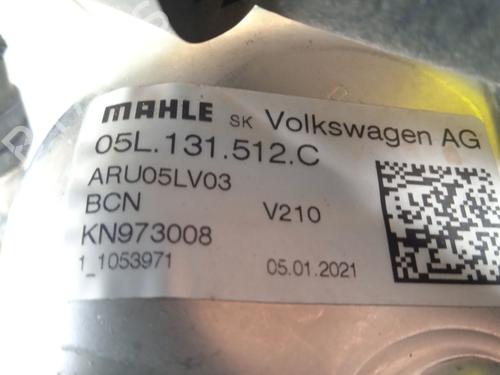 MAHLE SK Volkswagen AG
05L.131.512.C
ARU05LV03
BCN V210
KN973008
1_1053971 05.01.2021